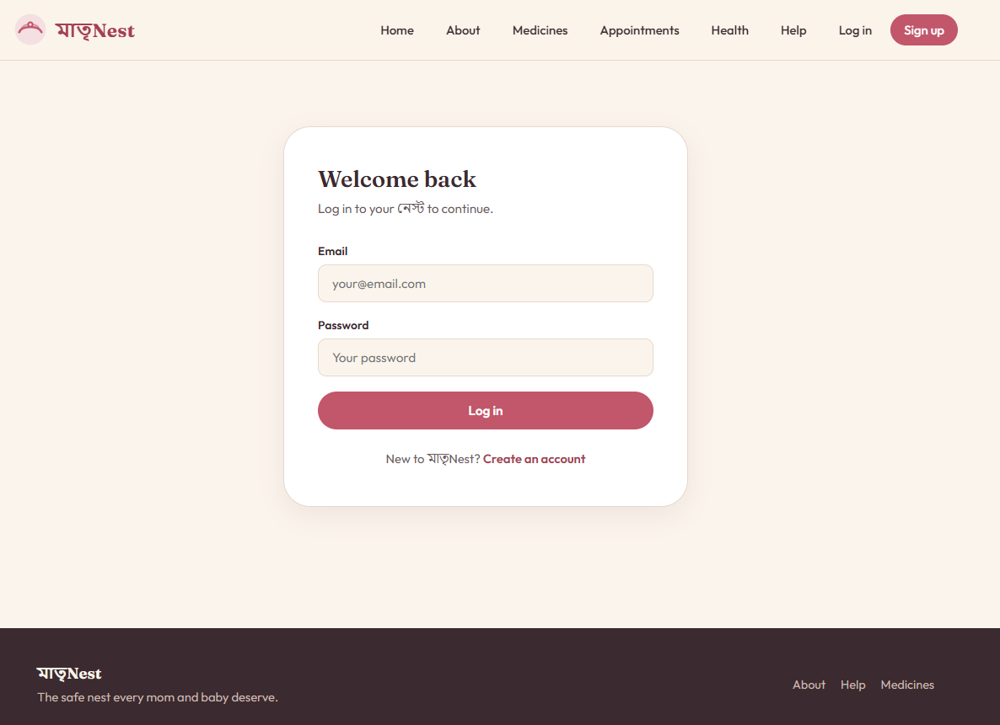 মাতৃNest
Home About Medicines Appointments Health Help Log in Sign up
Welcome back
Log in to your নেস্ট to continue.
Email
your@email.com
Password
Your password
Log in
New to মাতৃNest? Create an account
মাতৃNest
The safe nest every mom and baby deserve.
About Help Medicines